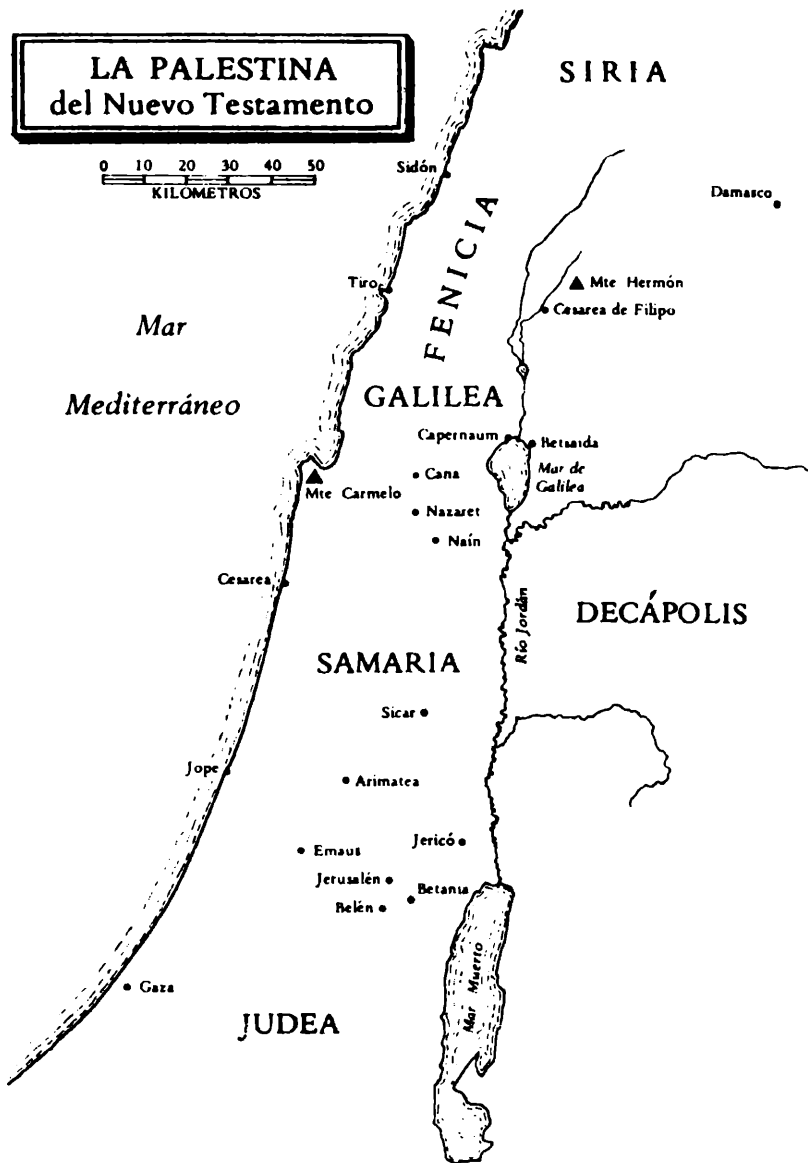 LA PALESTINA
del Nuevo Testamento
0 10 20 30 40 50
KILOMETROS
SIRIA
Sidón
Damasco
FENICIA
Tiro
Mte Hermón
Cesarea de Filipo
Mar
Mediterráneo
GALILEA
Capernaum
Betsaida
Mar de
Galilea
Cana
Mte Carmelo
Nazaret
Naín
Cesarea
Río Jordán
DECÁPOLIS
SAMARIA
Sicar
Jope
Arimatea
Jericó
Emaus
Jerusalén
Betania
Belén
Mar Muerto
Gaza
JUDEA